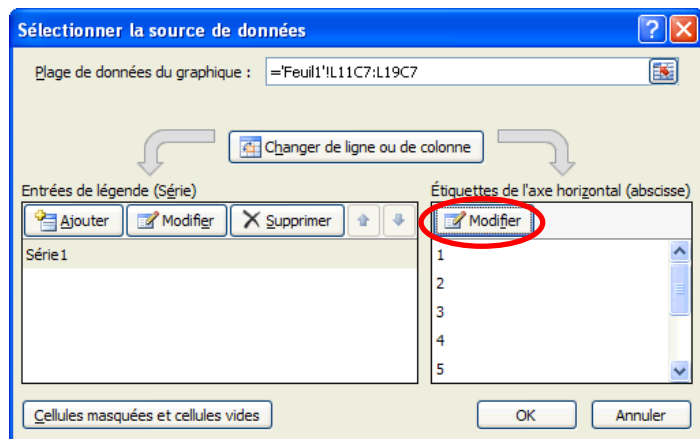 Sélectionner la source de données
Plage de données du graphique : ='Feuil1'!L11C7:L19C7
Changer de ligne ou de colonne
Entrées de légende (Série)
Ajouter Modifier Supprimer
Série1
Étiquettes de l'axe horizontal (abscisse)
Modifier
1
2
3
4
5
Cellules masquées et cellules vides
OK Annuler